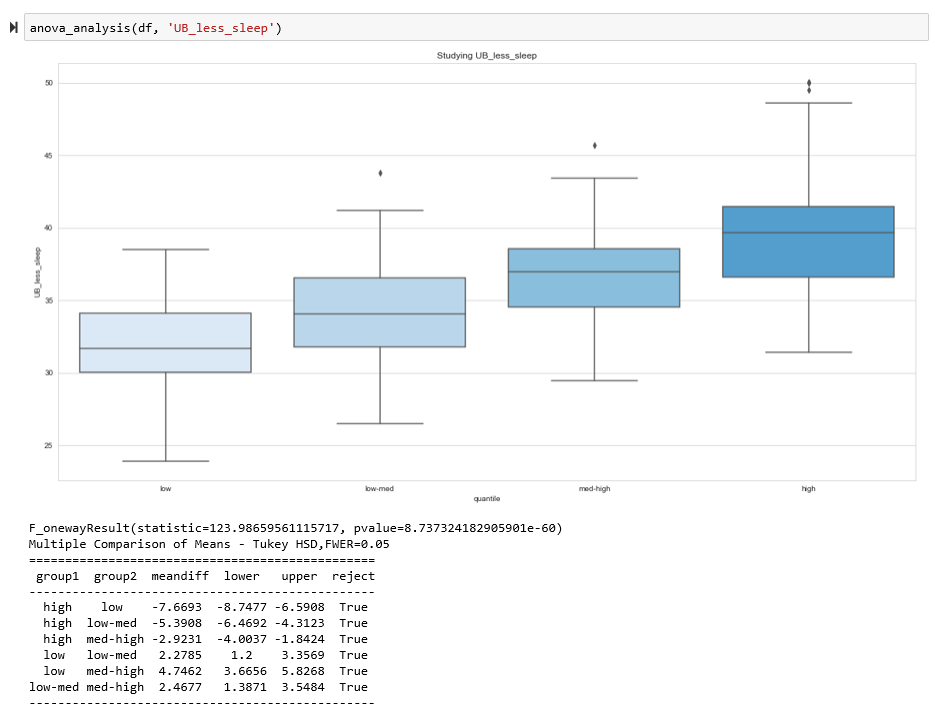 anova_analysis(df, 'UB_less_sleep')
Studying UB_less_sleep
50
45
40
35
30
25
UB_less_sleep
low low-med med-high high
quantile
F_onewayResult(statistic=123.98659561115717, pvalue=8.737324182905901e-60)
Multiple Comparison of Means - Tukey HSD,FWER=0.05
================================================
group1 group2 meandiff lower upper reject
------------------------------------------------
high low -7.6693 -8.7477 -6.5908 True
high low-med -5.3908 -6.4692 -4.3123 True
high med-high -2.9231 -4.0037 -1.8424 True
low low-med 2.2785 1.2 3.3569 True
low med-high 4.7462 3.6656 5.8268 True
low-med med-high 2.4677 1.3871 3.5484 True
------------------------------------------------